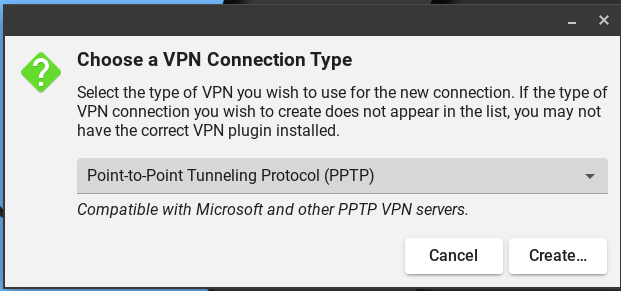 Choose a VPN Connection Type
Select the type of VPN you wish to use for the new connection. If the type of
VPN connection you wish to create does not appear in the list, you may not
have the correct VPN plugin installed.
Point-to-Point Tunneling Protocol (PPTP)
Compatible with Microsoft and other PPTP VPN servers.
Cancel
Create...